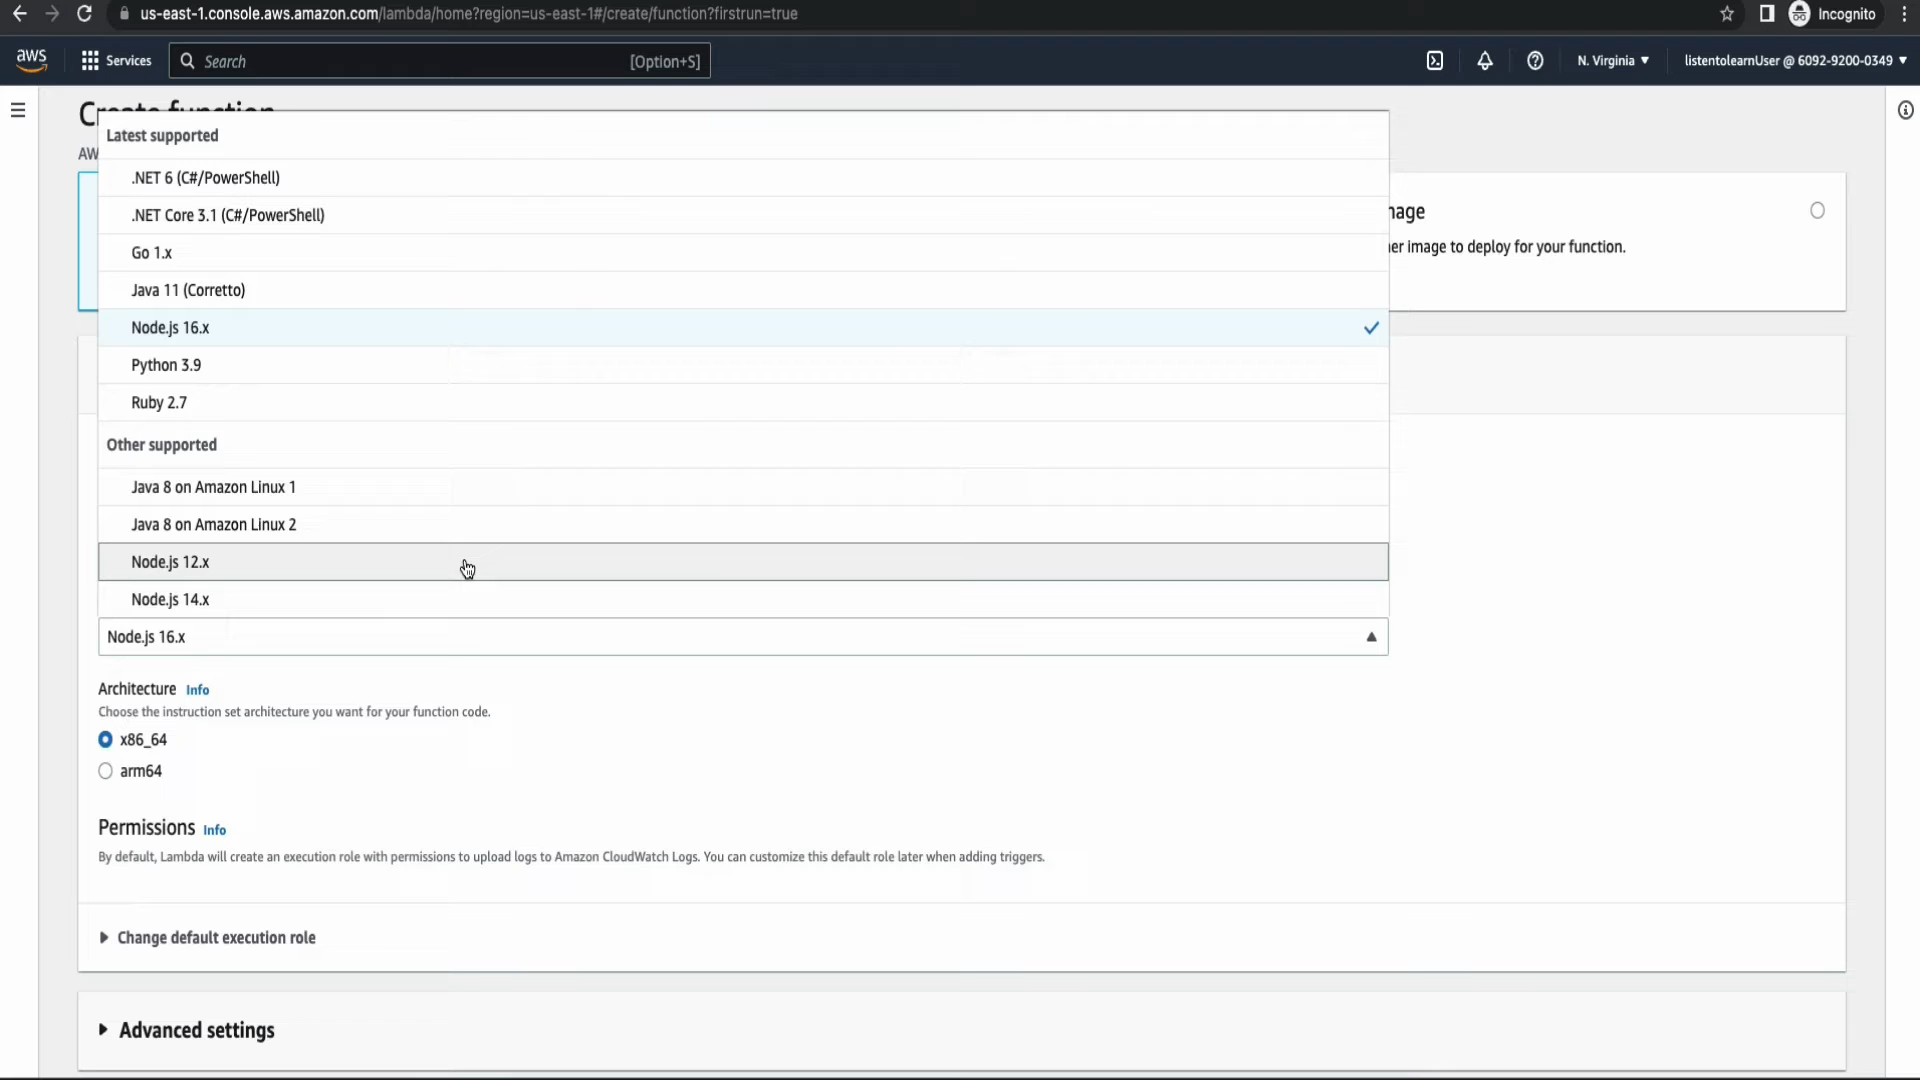 us-east-1.console.aws.amazon.com/lambda/home?region=us-east-1#/create/function?firstrun=true
Incognito
aws
Services
Search
[Option+S]
N. Virginia
listentolearnUser @ 6092-9200-0349
Create function
AW
Latest supported
.NET 6 (C#/PowerShell)
.NET Core 3.1 (C#/PowerShell)
nage
Go 1.x
er image to deploy for your function.
Java 11 (Corretto)
Node.js 16.x
Python 3.9
Ruby 2.7
Other supported
Java 8 on Amazon Linux 1
Java 8 on Amazon Linux 2
Node.js 12.x
Node.js 14.x
Node.js 16.x
Architecture Info
Choose the instruction set architecture you want for your function code.
x86_64
arm64
Permissions Info
By default, Lambda will create an execution role with permissions to upload logs to Amazon CloudWatch Logs. You can customize this default role later when adding triggers.
Change default execution role
Advanced settings